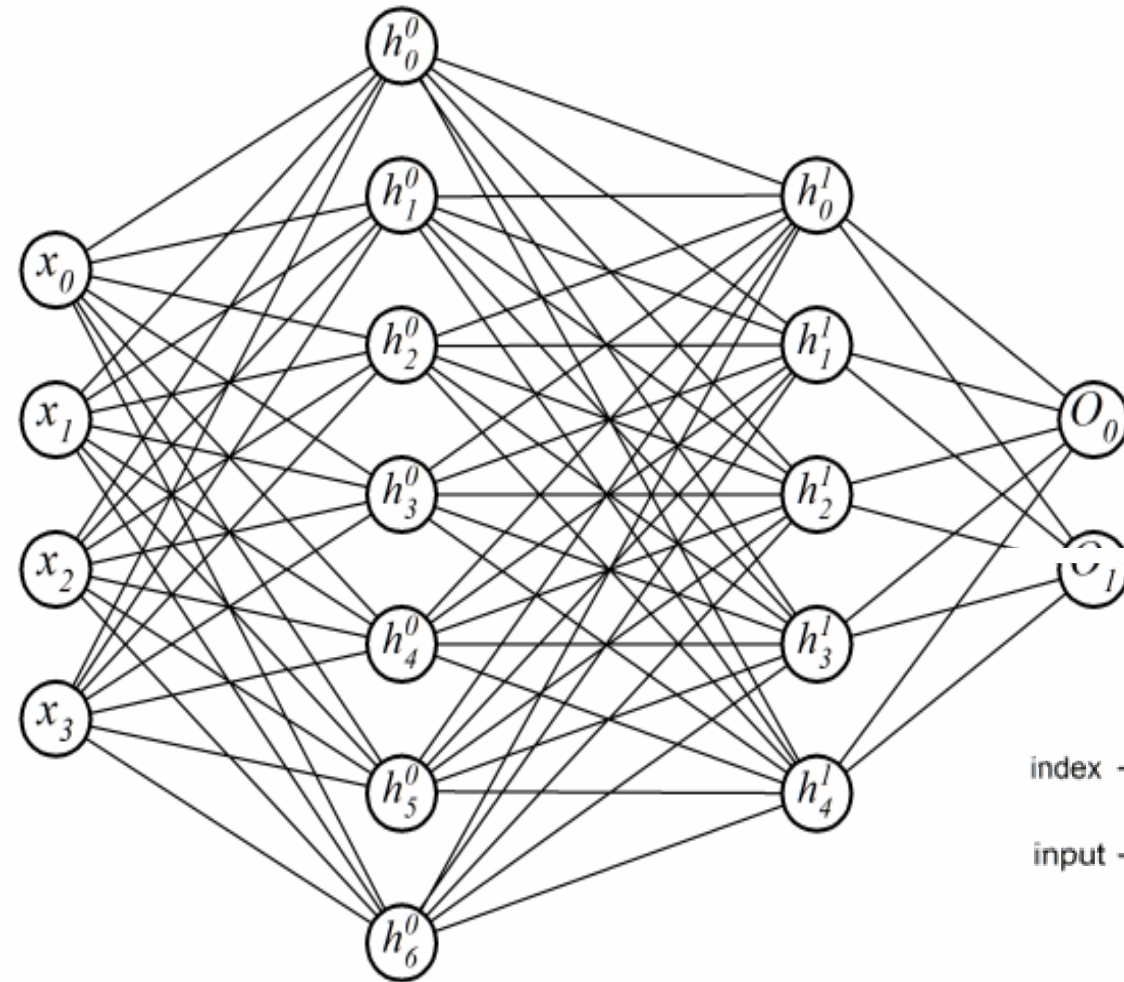 h⁰₀
h⁰₁ h¹₀
x₀
h⁰₂ h¹₁
x₁ O₀
h⁰₃ h¹₂
x₂ O₁
h⁰₄ h¹₃
x₃
index -
h⁰₅ h¹₄
input -
h⁰₆